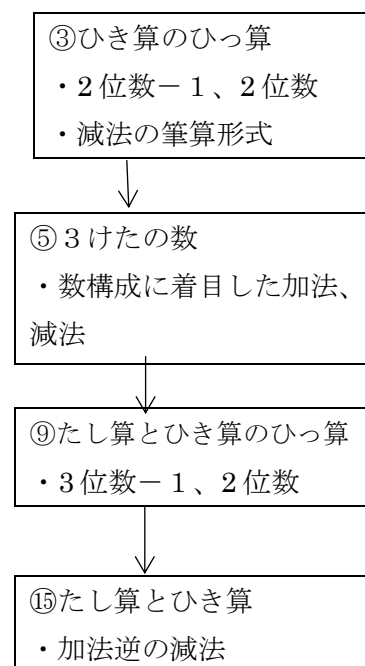 ③ひき算のひっ算
・２位数－１、２位数
・減法の筆算形式
⑤３けたの数
・数構成に着目した加法、
減法
⑨たし算とひき算のひっ算
・３位数－１、２位数
⑮たし算とひき算
・加法逆の減法